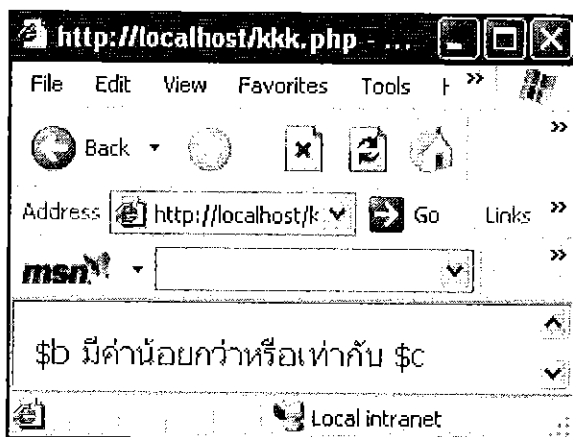 http://localhost/kkk.php - ...
File Edit View Favorites Tools H »
Back »
Address http://localhost/k Go Links »
msn »
$b มีค่าน้อยกว่าหรือเท่ากับ $c
Local intranet